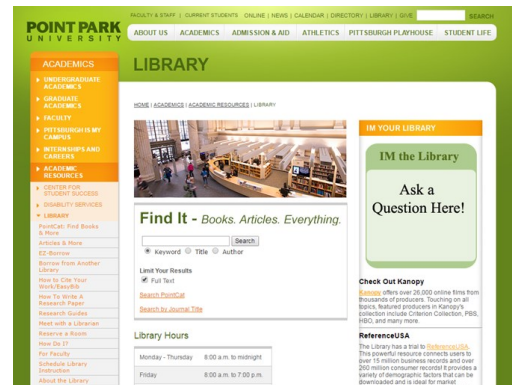 FACULTY & STAFF | CURRENT STUDENTS ONLINE | NEWS | CALENDAR | DIRECTORY | LIBRARY | GIVE SEARCH
POINT PARK
UNIVERSITY
ABOUT US ACADEMICS ADMISSION & AID ATHLETICS PITTSBURGH PLAYHOUSE STUDENT LIFE
ACADEMICS
UNDERGRADUATE
ACADEMICS
GRADUATE
ACADEMICS
FACULTY
PITTSBURGH IS MY
CAMPUS
INTERNSHIPS AND
CAREERS
ACADEMIC
RESOURCES
CENTER FOR
STUDENT SUCCESS
DISABILITY SERVICES
LIBRARY
PointCat: Find Books
& More
Articles & More
EZ-Borrow
Borrow from Another
Library
How to Cite Your
Work/EasyBib
How To Write A
Research Paper
Research Guides
Meet with a Librarian
Reserve a Room
How Do I?
For Faculty
Schedule Library
Instruction
About the Library
LIBRARY
HOME | ACADEMICS | ACADEMIC RESOURCES | LIBRARY
Find It - Books. Articles. Everything.
Search
Keyword Title Author
Limit Your Results
Full Text
Search PointCat
Search by Journal Title
Library Hours
Monday - Thursday 8:00 a.m. to midnight
Friday 8:00 a.m. to 7:00 p.m.
IM YOUR LIBRARY
IM the Library
Ask a
Question Here!
Check Out Kanopy
Kanopy offers over 26,000 online films from
thousands of producers. Touching on all
topics, featured producers in Kanopy's
collection include Criterion Collection, PBS,
HBO, and many more.
ReferenceUSA
The Library has a trial to ReferenceUSA.
This powerful resource connects users to
over 15 million business records and over
260 million consumer records! It provides a
variety of demographic factors that can be
downloaded and is ideal for market